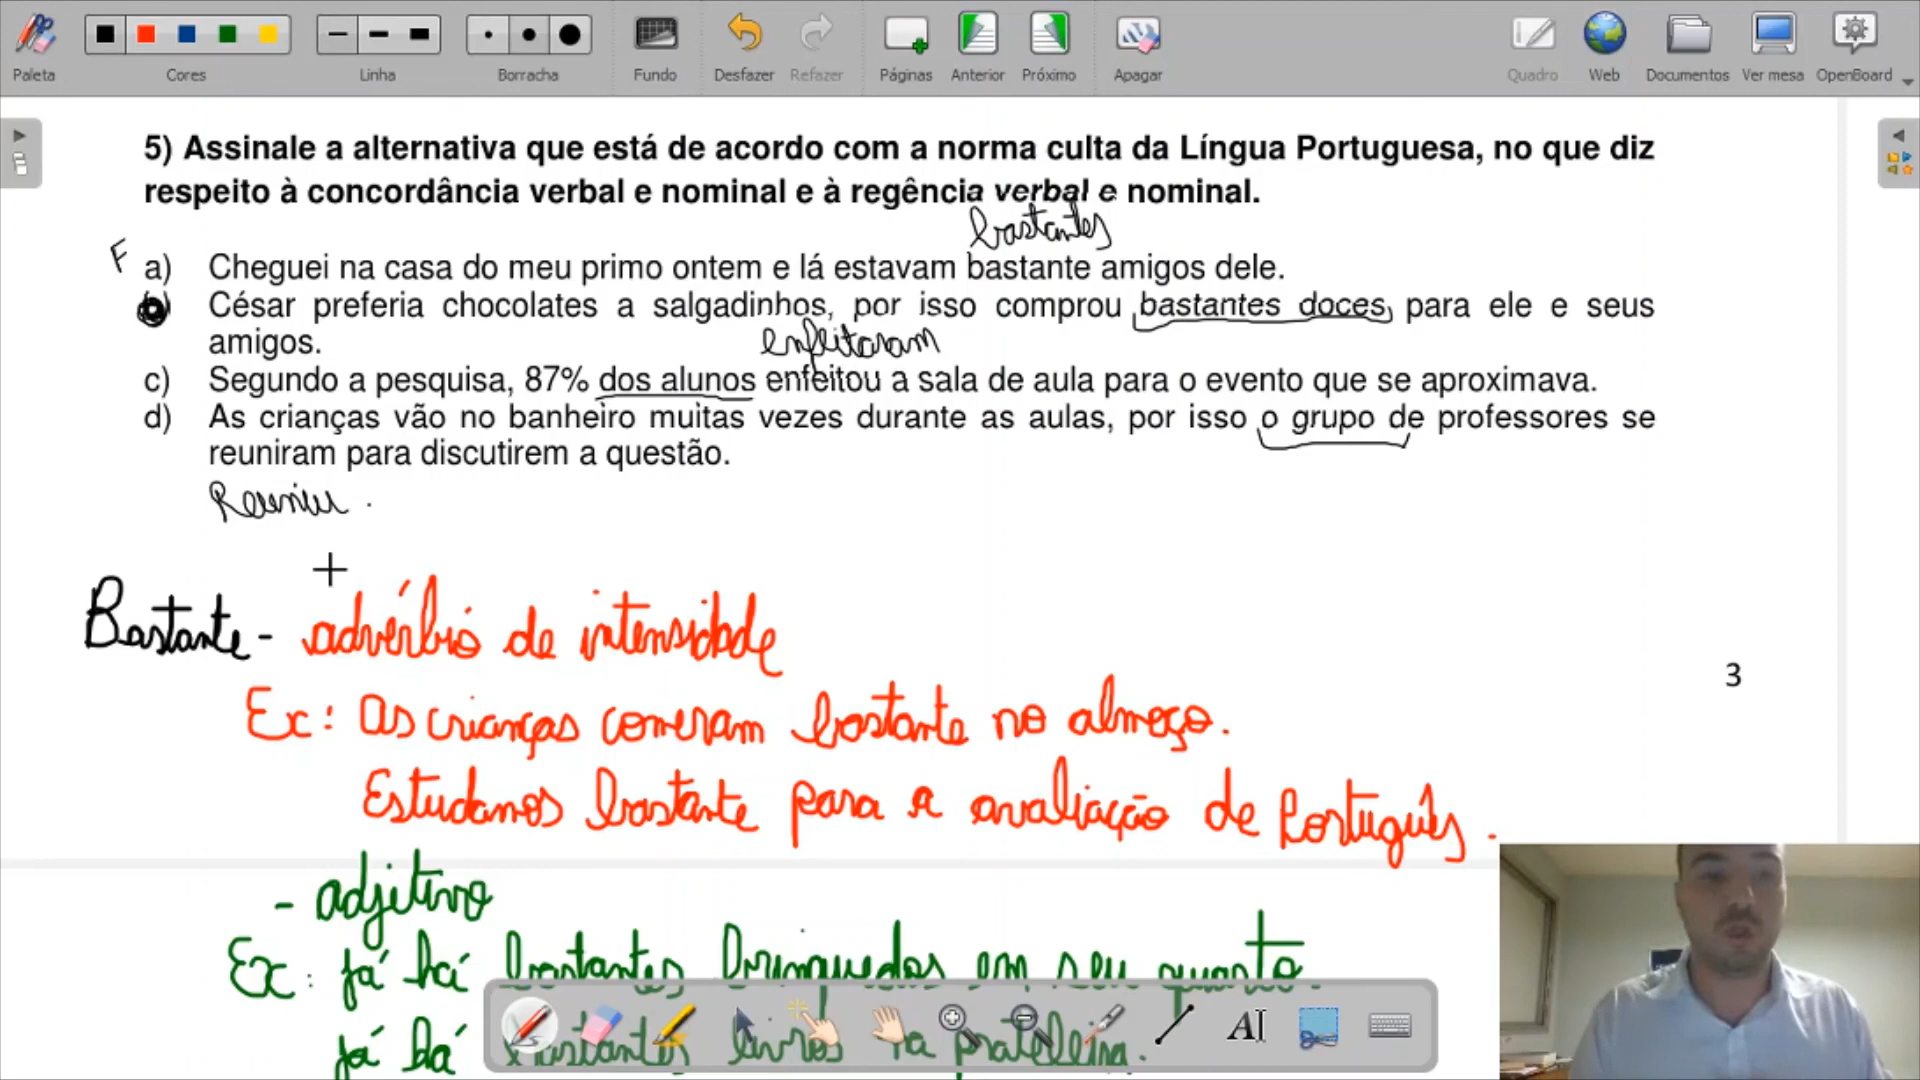 Paleta Cores Linha Borracha Fundo Desfazer Refazer Páginas Anterior Próximo Apagar Quadro Web Documentos Ver mesa OpenBoard
5) Assinale a alternativa que está de acordo com a norma culta da Língua Portuguesa, no que diz
respeito à concordância verbal e nominal e à regência verbal e nominal.
bastantes
F a) Cheguei na casa do meu primo ontem e lá estavam bastante amigos dele.
b) César preferia chocolates a salgadinhos, por isso comprou bastantes doces, para ele e seus
amigos.
enfeitaram
c) Segundo a pesquisa, 87% dos alunos enfeitou a sala de aula para o evento que se aproximava.
d) As crianças vão no banheiro muitas vezes durante as aulas, por isso o grupo de professores se
reuniram para discutirem a questão.
Reuniu.
Bastante - advérbio de intensidade
3
Ex: As crianças comeram bastante no almoço.
Estudamos bastante para a avaliação de Português.
- adjetivo
Ex: já há bastantes brinquedos em seu quarto.
já há bastantes livros na prateleira.